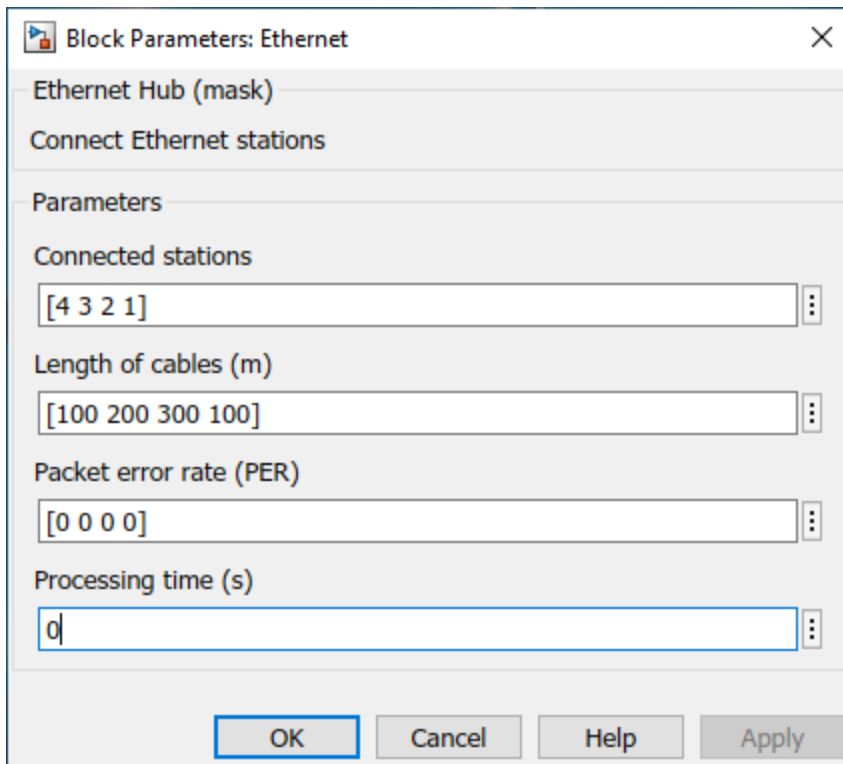 Block Parameters: Ethernet
Ethernet Hub (mask)
Connect Ethernet stations
Parameters
Connected stations
[4 3 2 1]
Length of cables (m)
[100 200 300 100]
Packet error rate (PER)
[0 0 0 0]
Processing time (s)
0
OK Cancel Help Apply